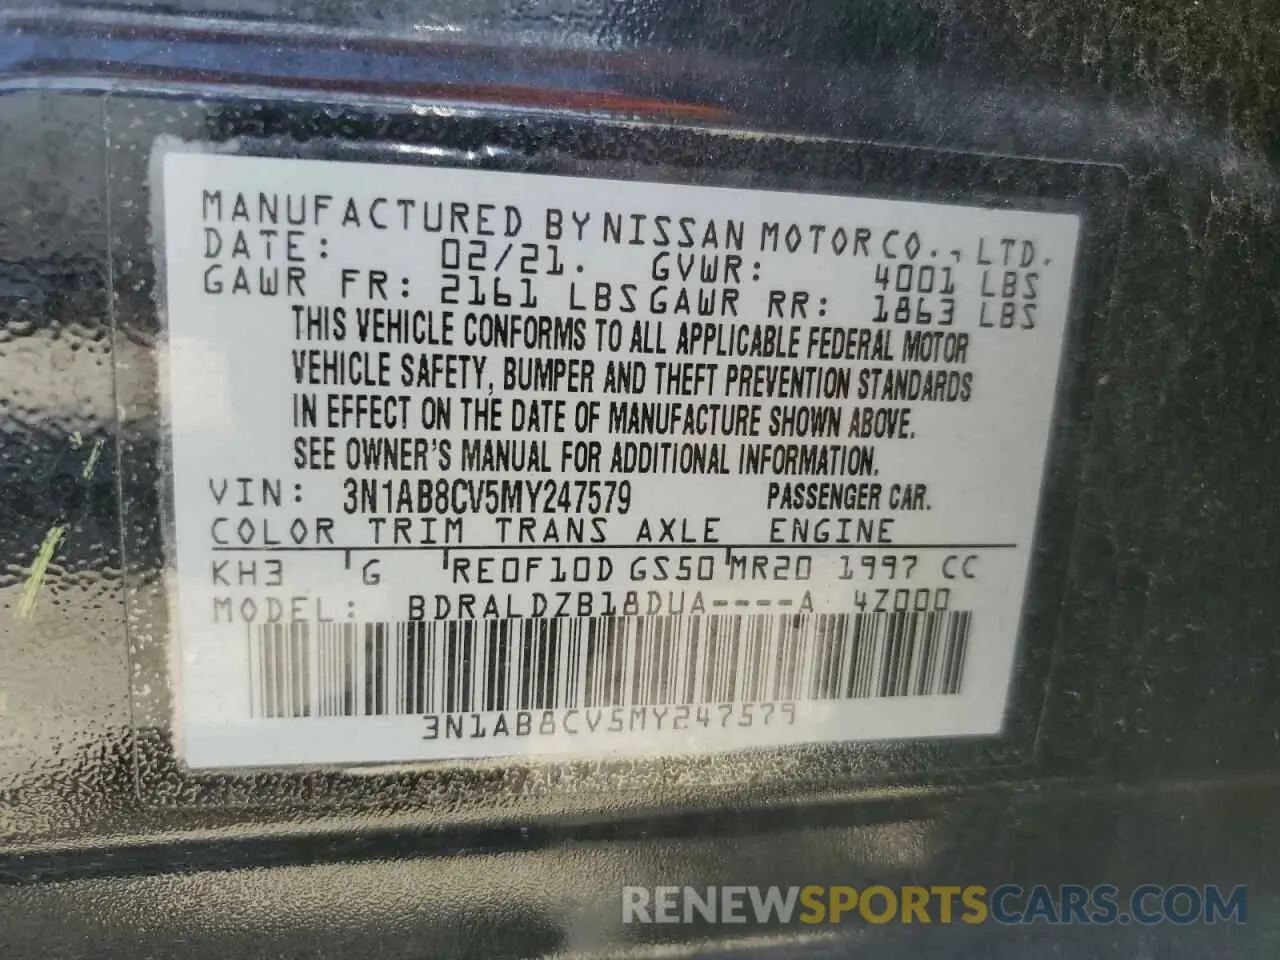 MANUFACTURED BY NISSAN MOTOR CO., LTD.
DATE: 02/21. GVWR: 4001 LBS
GAWR FR: 2161 LBS GAWR RR: 1863 LBS
THIS VEHICLE CONFORMS TO ALL APPLICABLE FEDERAL MOTOR
VEHICLE SAFETY, BUMPER AND THEFT PREVENTION STANDARDS
IN EFFECT ON THE DATE OF MANUFACTURE SHOWN ABOVE.
SEE OWNER'S MANUAL FOR ADDITIONAL INFORMATION.
VIN: 3N1AB8CV5MY247579 PASSENGER CAR.
COLOR TRIM TRANS AXLE ENGINE
KH3 G RE0F10D GS50 MR20 1997 CC
MODEL: BDRALDZB18DUA----A 4Z000
3N1AB8CV5MY247579
RENEWSPORTSCARS.COM